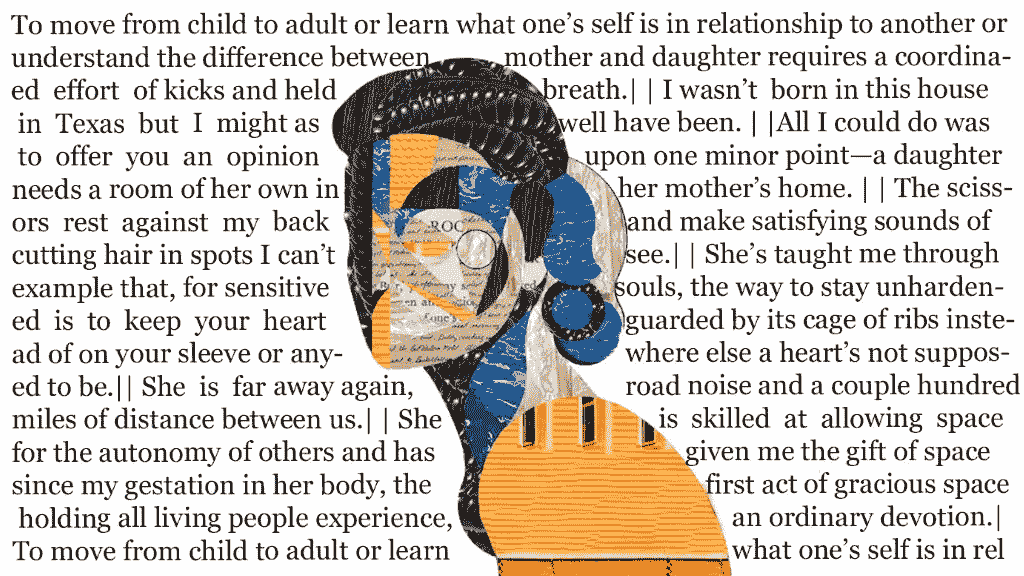 To move from child to adult or learn what one’s self is in relationship to another or
understand the difference between mother and daughter requires a coordina-
ed effort of kicks and held breath.| | I wasn’t born in this house
in Texas but I might as well have been. | |All I could do was
to offer you an opinion upon one minor point—a daughter
needs a room of her own in her mother’s home. | | The sciss-
ors rest against my back and make satisfying sounds of
cutting hair in spots I can’t see.| | She’s taught me through
example that, for sensitive souls, the way to stay unharden-
ed is to keep your heart guarded by its cage of ribs inste-
ad of on your sleeve or any- where else a heart’s not suppos-
ed to be.|| She is far away again, road noise and a couple hundred
miles of distance between us.| | She is skilled at allowing space
for the autonomy of others and has given me the gift of space
since my gestation in her body, the first act of gracious space
holding all living people experience, an ordinary devotion.|
To move from child to adult or learn what one’s self is in rel
ROO